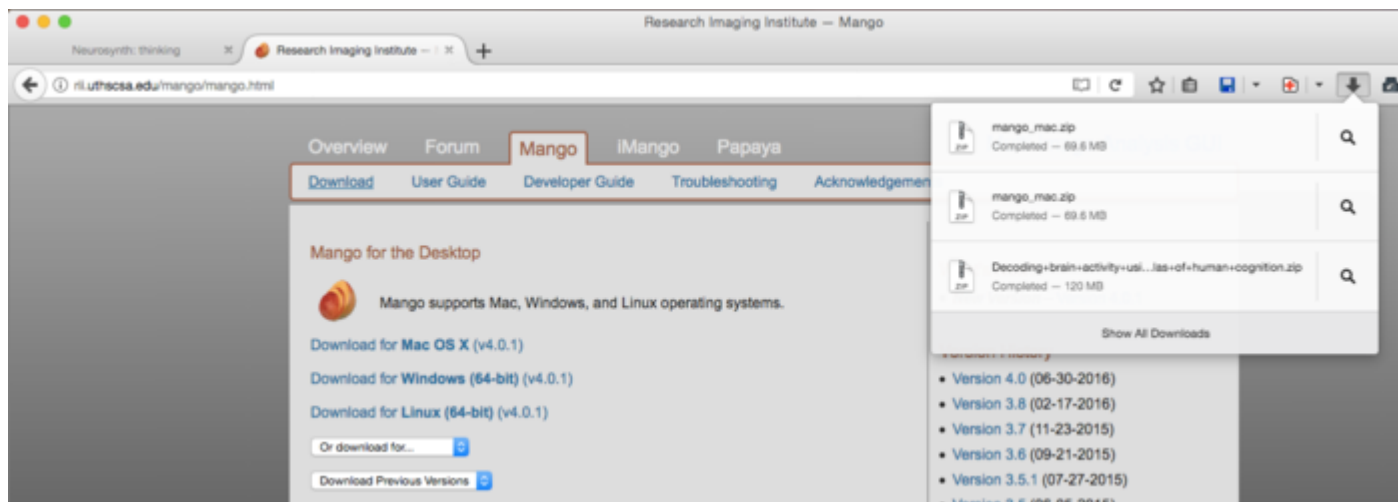 Research Imaging Institute — Mango
Neurosynth: thinking
Research Imaging Institute —
rii.uthscsa.edu/mango/mango.html
mango_mac.zip
Completed — 69.6 MB
mango_mac.zip
Completed — 69.6 MB
Decoding+brain+activity+usi...las+of+human+cognition.zip
Completed — 120 MB
Show All Downloads
Overview Forum Mango iMango Papaya
Download User Guide Developer Guide Troubleshooting Acknowledgemen
Mango for the Desktop
Mango supports Mac, Windows, and Linux operating systems.
Download for Mac OS X (v4.0.1)
Download for Windows (64-bit) (v4.0.1)
Download for Linux (64-bit) (v4.0.1)
Or download for...
Download Previous Versions
Version History
• Version 4.0 (06-30-2016)
• Version 3.8 (02-17-2016)
• Version 3.7 (11-23-2015)
• Version 3.6 (09-21-2015)
• Version 3.5.1 (07-27-2015)